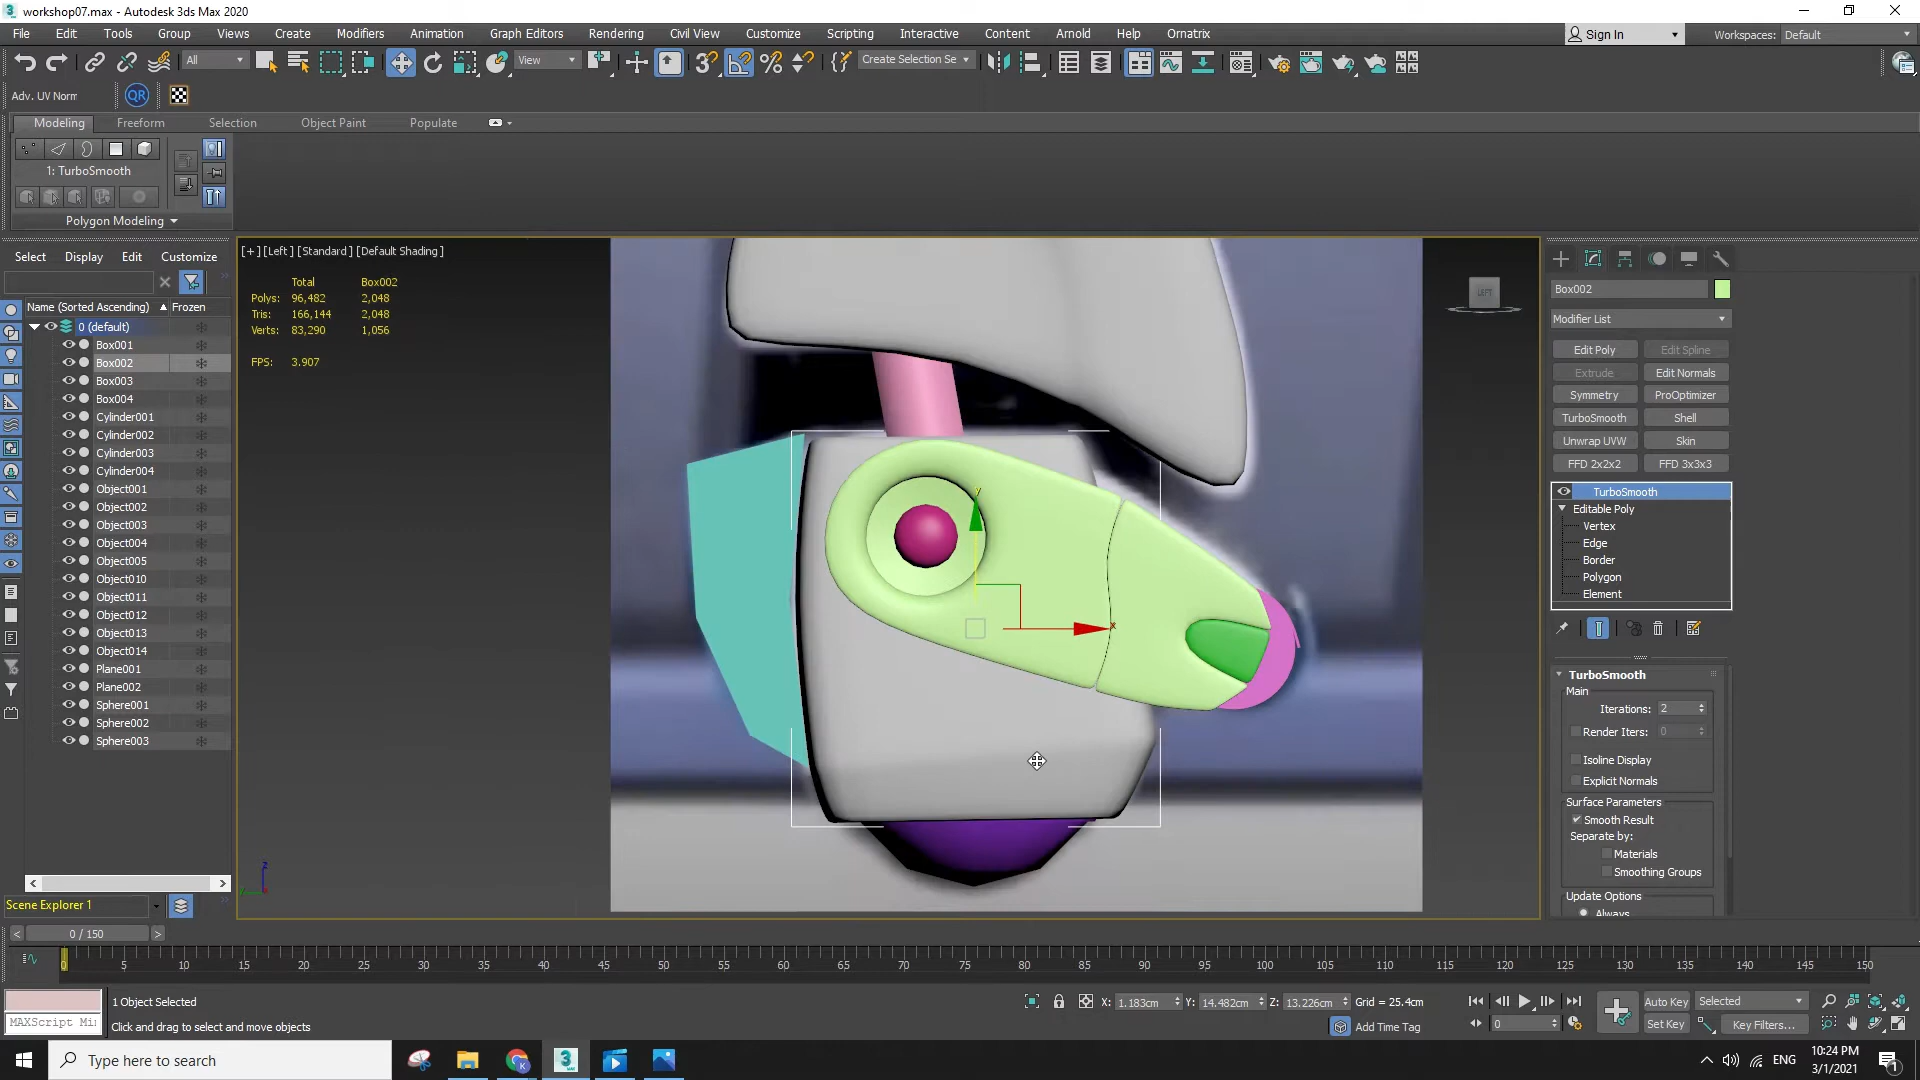 workshop07.max - Autodesk 3ds Max 2020
File Edit Tools Group Views Create Modifiers Animation Graph Editors Rendering Civil View Customize Scripting Interactive Content Arnold Help Ornatrix
Sign In
Workspaces: Default
All
View
Create Selection Se
Adv. UV Norm
QR
Modeling Freeform Selection Object Paint Populate
1: TurboSmooth
Polygon Modeling
Select Display Edit Customize
Name (Sorted Ascending) Frozen
0 (default)
Box001
Box002
Box003
Box004
Cylinder001
Cylinder002
Cylinder003
Cylinder004
Object001
Object002
Object003
Object004
Object005
Object010
Object011
Object012
Object013
Object014
Plane001
Plane002
Sphere001
Sphere002
Sphere003
Scene Explorer 1
[+] [Left] [Standard] [Default Shading]
Total Box002
Polys: 96,482 2,048
Tris: 166,144 2,048
Verts: 83,290 1,056
FPS: 3.907
LEFT
y
x
z
Box002
Modifier List
Edit Poly Edit Spline
Extrude Edit Normals
Symmetry ProOptimizer
TurboSmooth Shell
Unwrap UVW Skin
FFD 2x2x2 FFD 3x3x3
TurboSmooth
Editable Poly
Vertex
Edge
Border
Polygon
Element
TurboSmooth
Main
Iterations: 2
Render Iters: 0
Isoline Display
Explicit Normals
Surface Parameters
Smooth Result
Separate by:
Materials
Smoothing Groups
Update Options
Always
0 / 150
0 5 10 15 20 25 30 35 40 45 50 55 60 65 70 75 80 85 90 95 100 105 110 115 120 125 130 135 140 145 150
1 Object Selected
X: 1.183cm Y: 14.482cm Z: 13.226cm Grid = 25.4cm
Auto Key Selected
MAXScript Mi
Click and drag to select and move objects
Add Time Tag
0
Set Key Key Filters...
Type here to search
ENG
10:24 PM
3/1/2021
1